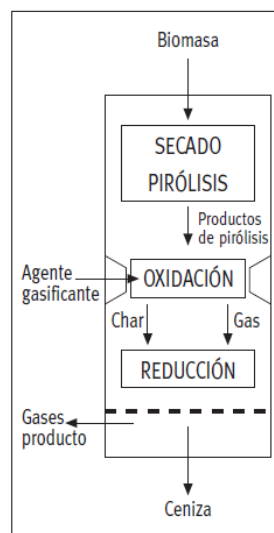 Biomasa
SECADO
PIRÓLISIS
Productos
de pirólisis
Agente
gasificante
OXIDACIÓN
Char
Gas
REDUCCIÓN
Gases
producto
Ceniza